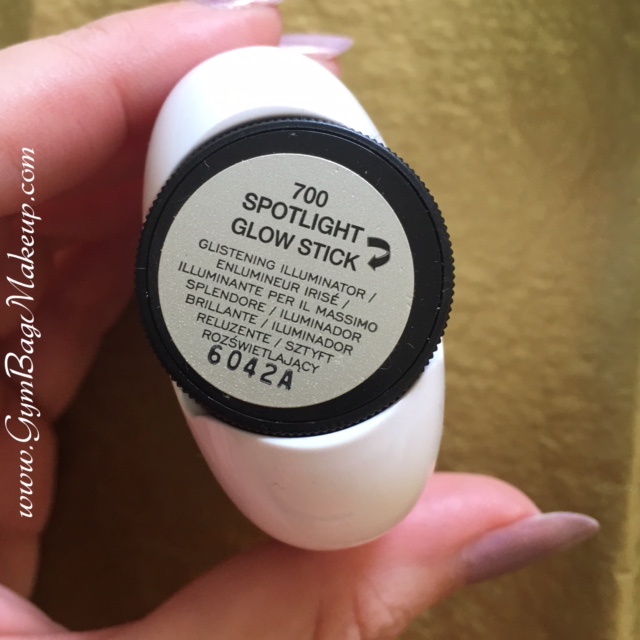 700
SPOTLIGHT
GLOW STICK
GLISTENING ILLUMINATOR /
ENLUMINEUR IRISÉ /
ILLUMINANTE PER IL MASSIMO
SPLENDORE / ILUMINADOR
BRILLANTE / ILUMINADOR
RELUZENTE / SZTYFT
ROZŚWIETLAJĄCY
6042A
www.GymBagMakeup.com